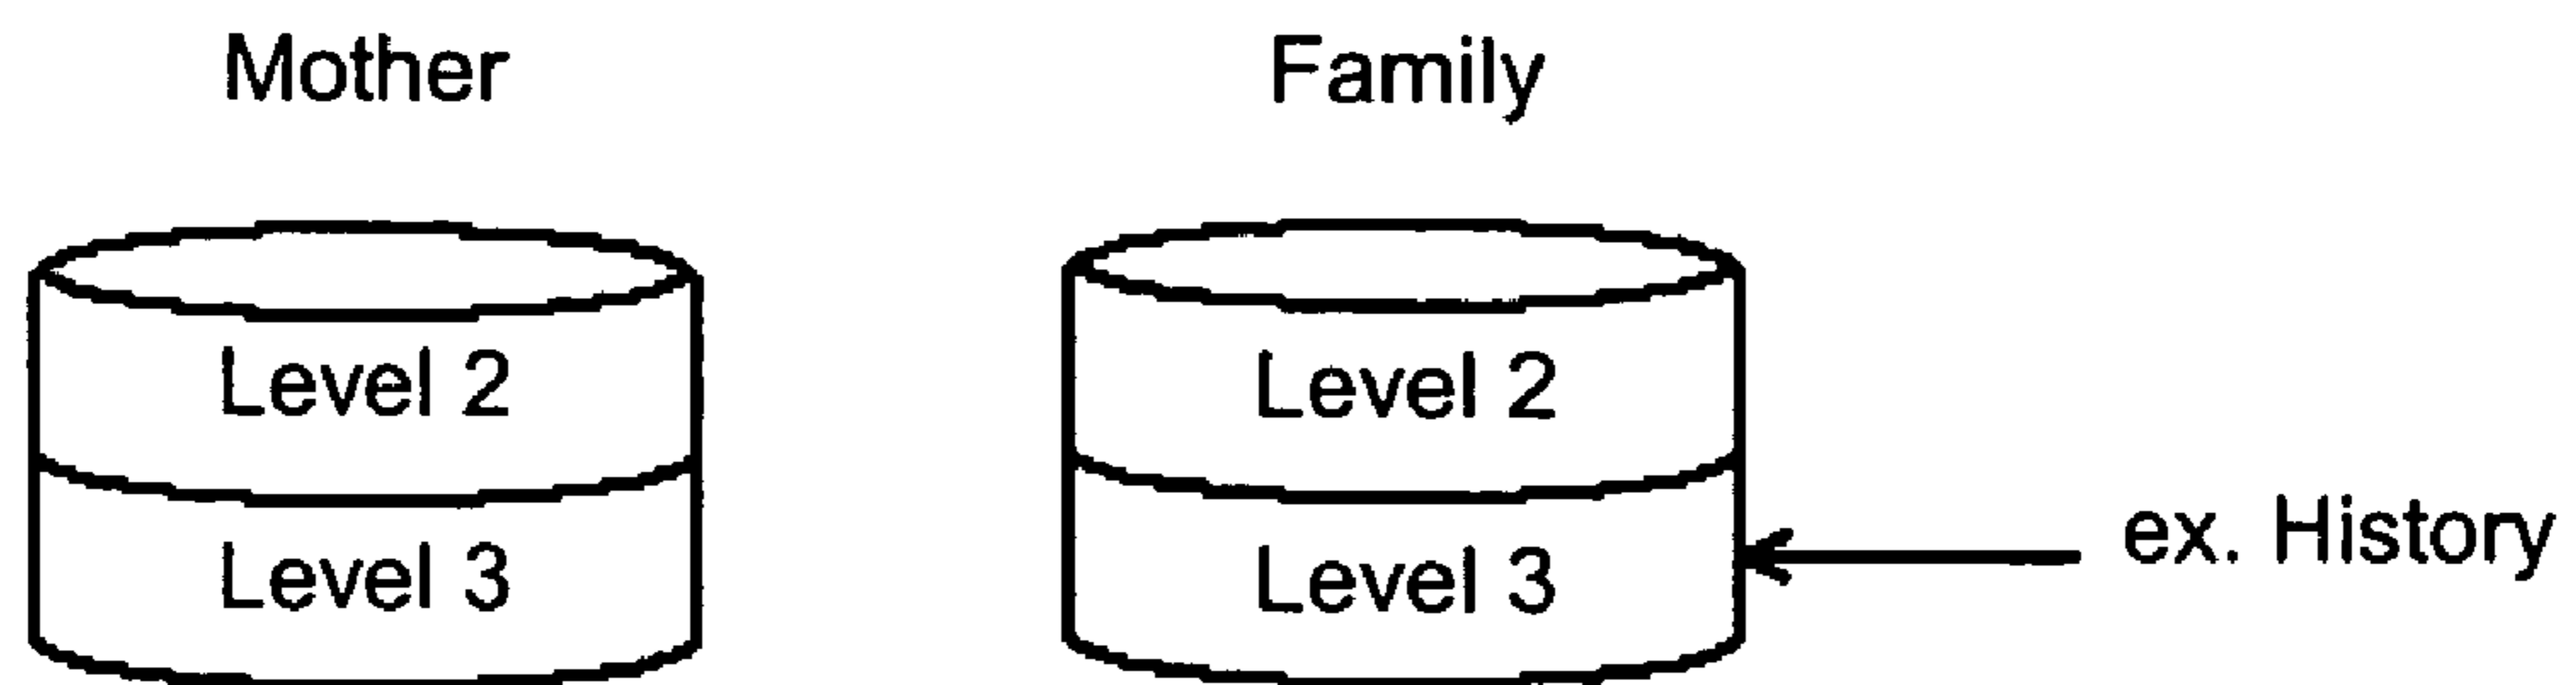 Mother Family
Level 2 Level 2
Level 3 Level 3 ex. History